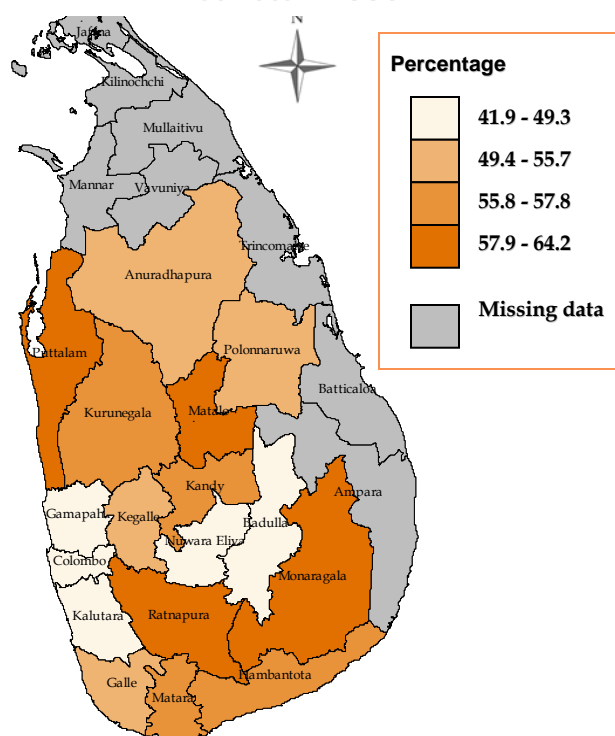 N
Jaffna
Kilinochchi
Mullaitivu
Mannar
Vavuniya
Trincomalee
Anuradhapura
Puttalam
Polonnaruwa
Batticaloa
Kurunegala
Matale
Kandy
Ampara
Gamapah
Kegalle
Badulla
Nuwara Eliya
Colombo
Monaragala
Kalutara
Ratnapura
Galle
Matara
Hambantota
Percentage
41.9 - 49.3
49.4 - 55.7
55.8 - 57.8
57.9 - 64.2
Missing data